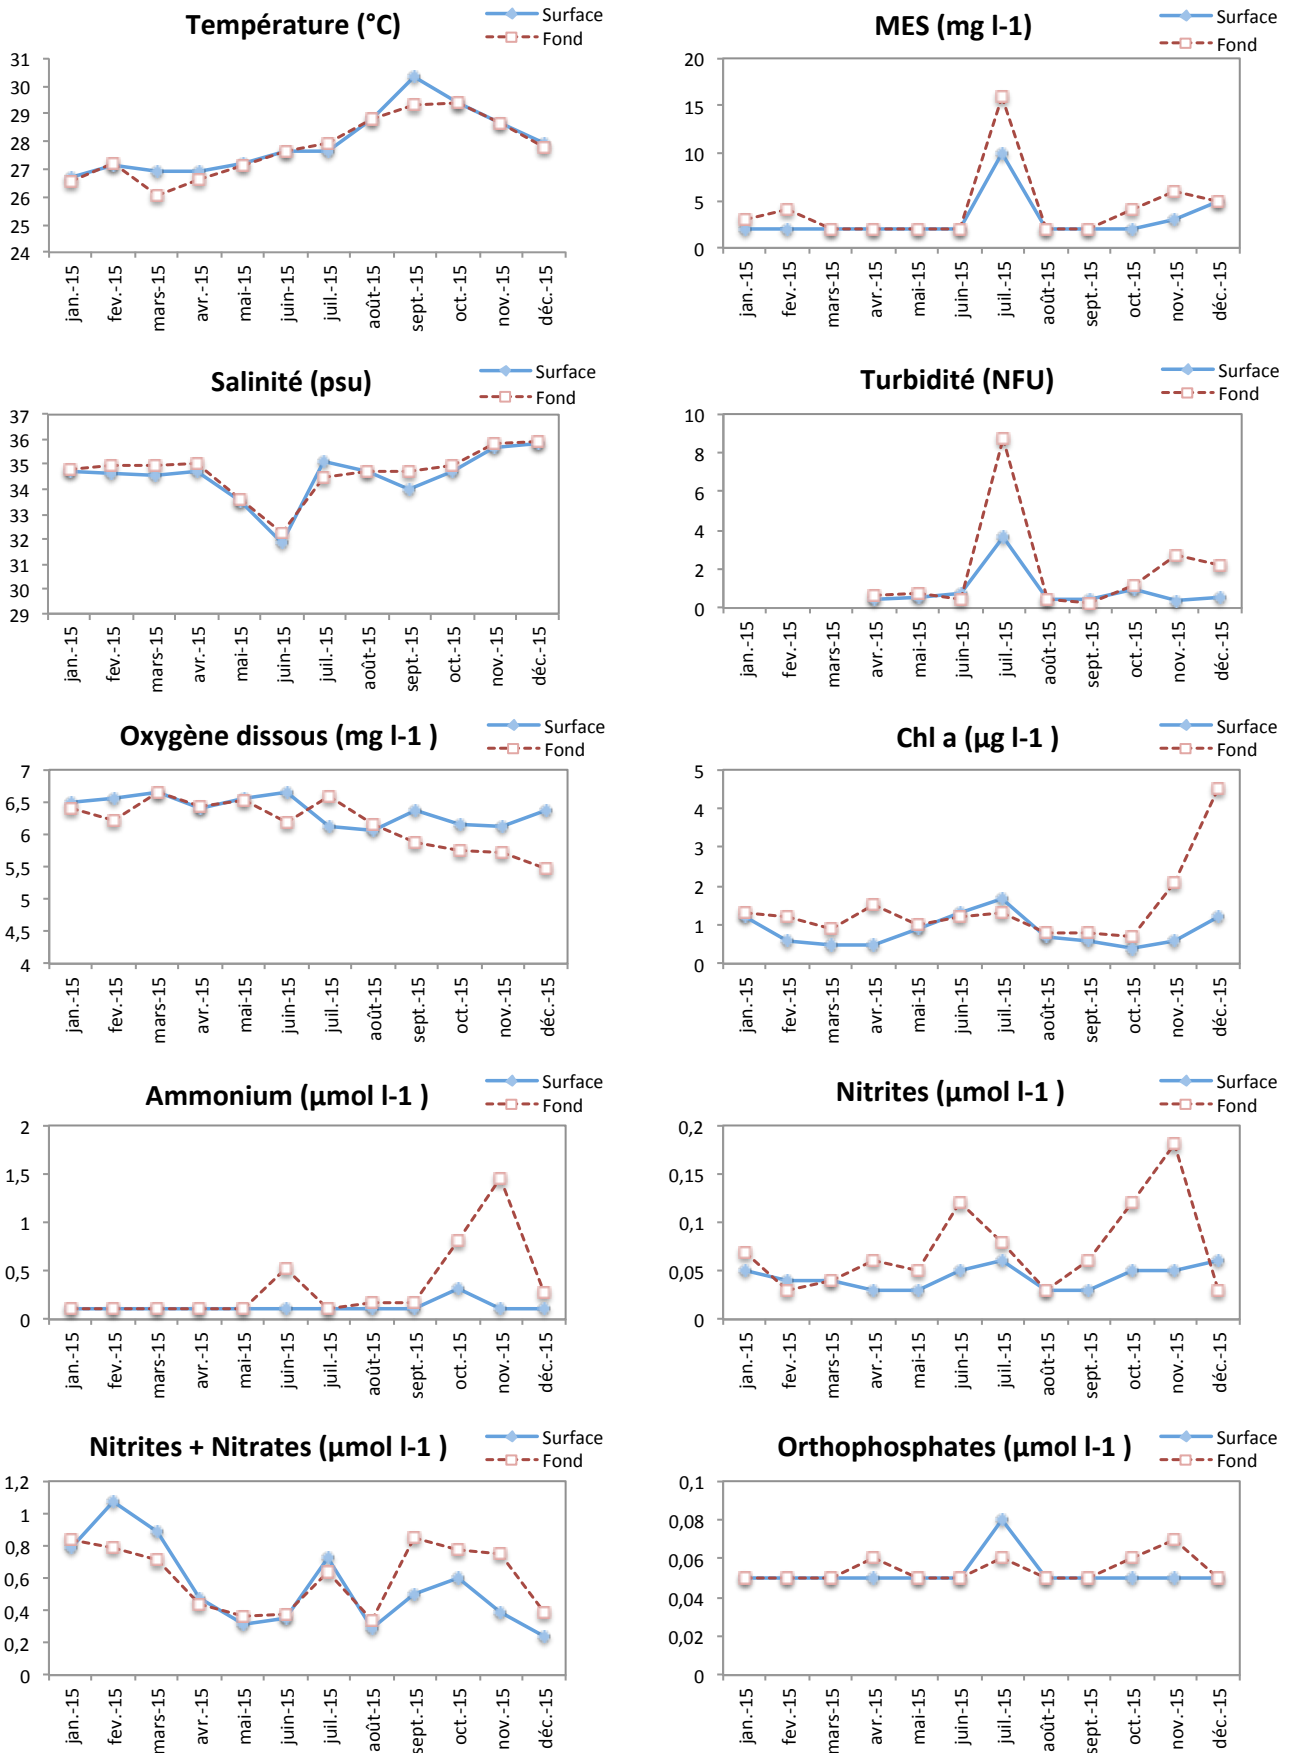 Température (°C)
Surface
Fond
31
30
29
28
27
26
25
24
jan.-15
fev.-15
mars-15
avr.-15
mai-15
juin-15
juil.-15
août-15
sept.-15
oct.-15
nov.-15
déc.-15
MES (mg l-1)
Surface
Fond
20
15
10
5
0
jan.-15
fev.-15
mars-15
avr.-15
mai-15
juin-15
juil.-15
août-15
sept.-15
oct.-15
nov.-15
déc.-15
Salinité (psu)
Surface
Fond
37
36
35
34
33
32
31
30
29
jan.-15
fev.-15
mars-15
avr.-15
mai-15
juin-15
juil.-15
août-15
sept.-15
oct.-15
nov.-15
déc.-15
Turbidité (NFU)
Surface
Fond
10
8
6
4
2
0
jan.-15
fev.-15
mars-15
avr.-15
mai-15
juin-15
juil.-15
août-15
sept.-15
oct.-15
nov.-15
déc.-15
Oxygène dissous (mg l-1 )
Surface
Fond
7
6,5
6
5,5
5
4,5
4
jan.-15
fev.-15
mars-15
avr.-15
mai-15
juin-15
juil.-15
août-15
sept.-15
oct.-15
nov.-15
déc.-15
Chl a (µg l-1 )
Surface
Fond
5
4
3
2
1
0
jan.-15
fev.-15
mars-15
avr.-15
mai-15
juin-15
juil.-15
août-15
sept.-15
oct.-15
nov.-15
déc.-15
Ammonium (µmol l-1 )
Surface
Fond
2
1,5
1
0,5
0
jan.-15
fev.-15
mars-15
avr.-15
mai-15
juin-15
juil.-15
août-15
sept.-15
oct.-15
nov.-15
déc.-15
Nitrites (µmol l-1 )
Surface
Fond
0,2
0,15
0,1
0,05
0
jan.-15
fev.-15
mars-15
avr.-15
mai-15
juin-15
juil.-15
août-15
sept.-15
oct.-15
nov.-15
déc.-15
Nitrites + Nitrates (µmol l-1 )
Surface
Fond
1,2
1
0,8
0,6
0,4
0,2
0
jan.-15
fev.-15
mars-15
avr.-15
mai-15
juin-15
juil.-15
août-15
sept.-15
oct.-15
nov.-15
déc.-15
Orthophosphates (µmol l-1 )
Surface
Fond
0,1
0,08
0,06
0,04
0,02
0
jan.-15
fev.-15
mars-15
avr.-15
mai-15
juin-15
juil.-15
août-15
sept.-15
oct.-15
nov.-15
déc.-15